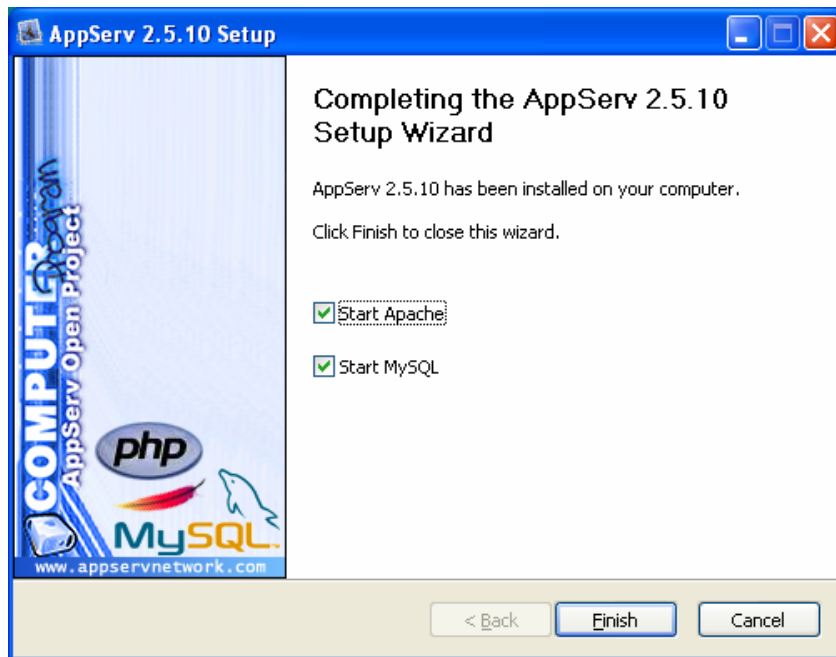 AppServ 2.5.10 Setup
Completing the AppServ 2.5.10
Setup Wizard
AppServ 2.5.10 has been installed on your computer.
Click Finish to close this wizard.
Start Apache
Start MySQL
COMPUTER
Program
AppServ Open Project
php
MySQL
www.appservnetwork.com
< Back
Finish
Cancel